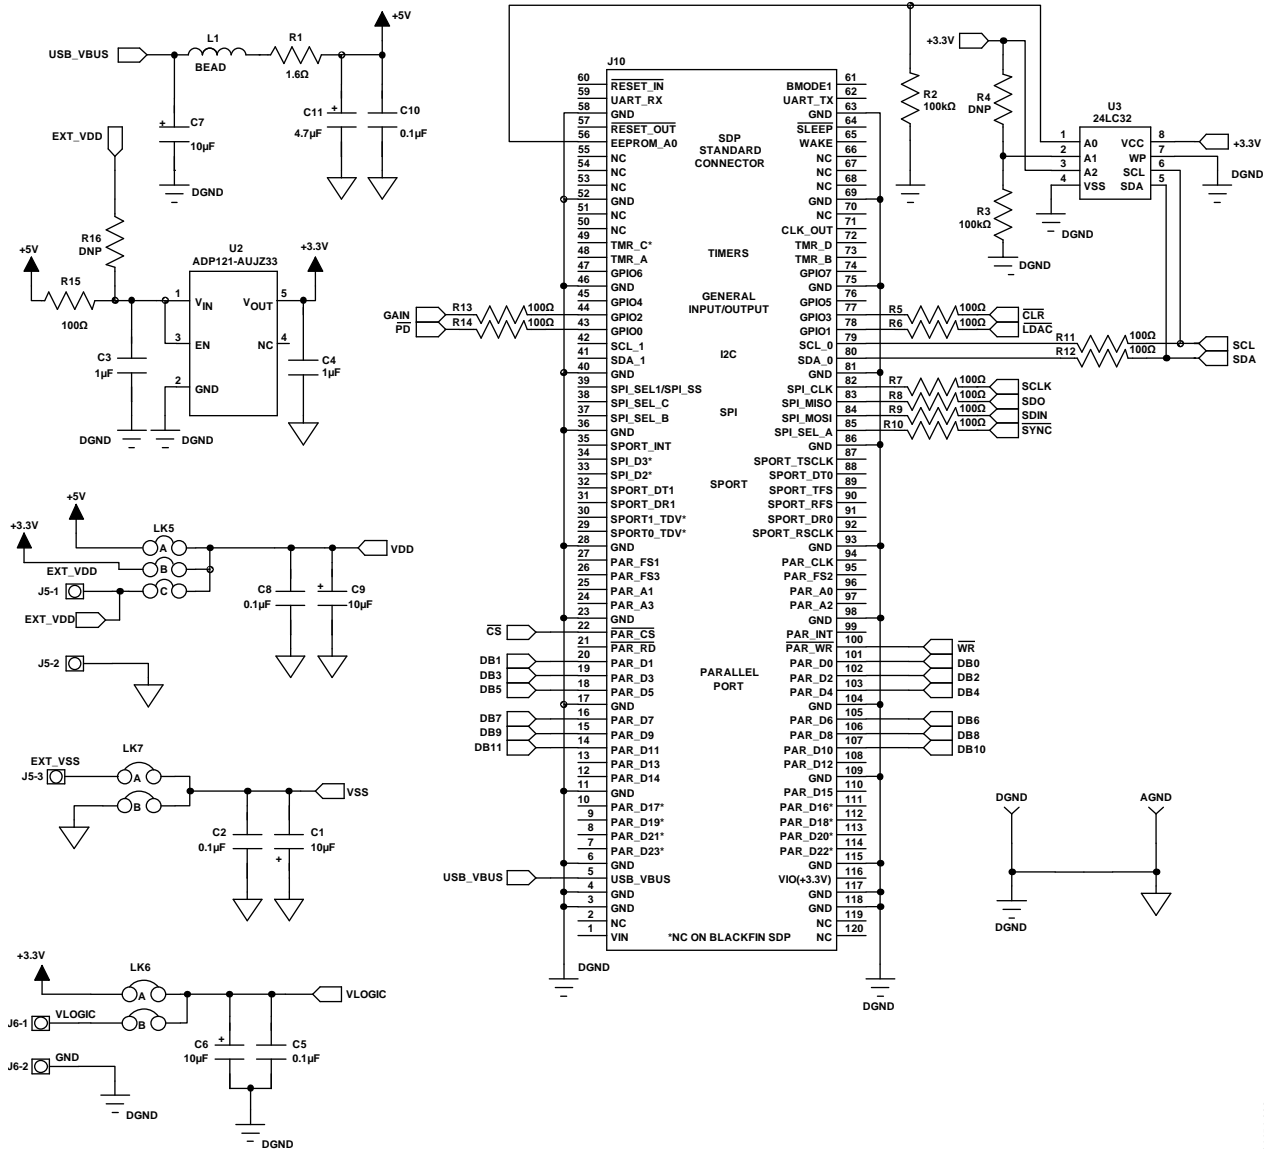 USB_VBUS
L1
BEAD
R1
1.6Ω
+5V
C7
+
10µF
DGND
C11
+
4.7µF
C10
0.1µF
EXT_VDD
R16
DNP
+5V
R15
100Ω
U2
ADP121-AUJZ33
1 VIN
3 EN
2 GND
VOUT 5
NC 4
+3.3V
C3
1µF
C4
1µF
DGND
DGND
+5V
+3.3V
LK5
A
B
C
EXT_VDD
J5-1
EXT_VDD
VDD
C8
0.1µF
+
C9
10µF
J5-2
LK7
EXT_VSS
J5-3
A
B
VSS
C2
0.1µF
C1
10µF
+
+3.3V
LK6
A
B
VLOGIC
J6-1
VLOGIC
C6
+
10µF
C5
0.1µF
J6-2
GND
DGND
DGND
J10
60 RESET_IN
59 UART_RX
58 GND
57 RESET_OUT
56 EEPROM_A0
55 NC
54 NC
53 NC
52 GND
51 NC
50 NC
49 TMR_C*
48 TMR_A
47 GPIO6
46 GND
45 GPIO4
44 GPIO2
43 GPIO0
42 SCL_1
41 SDA_1
40 GND
39 SPI_SEL1/SPI_SS
38 SPI_SEL_C
37 SPI_SEL_B
36 GND
35 SPORT_INT
34 SPI_D3*
33 SPI_D2*
32 SPORT_DT1
31 SPORT_DR1
30 SPORT1_TDV*
29 SPORT0_TDV*
28 GND
27 PAR_FS1
26 PAR_FS3
25 PAR_A1
24 PAR_A3
23 GND
22 PAR_CS
21 PAR_RD
20 PAR_D1
19 PAR_D3
18 PAR_D5
17 GND
16 PAR_D7
15 PAR_D9
14 PAR_D11
13 PAR_D13
12 PAR_D14
11 GND
10 PAR_D17*
9 PAR_D19*
8 PAR_D21*
7 PAR_D23*
6 GND
5 USB_VBUS
4 GND
3 GND
2 NC
1 VIN
SDP
STANDARD
CONNECTOR
TIMERS
GENERAL
INPUT/OUTPUT
I2C
SPI
SPORT
PARALLEL
PORT
*NC ON BLACKFIN SDP
BMODE1 61
UART_TX 62
GND 63
SLEEP 64
WAKE 65
NC 66
NC 67
NC 68
GND 69
NC 70
CLK_OUT 71
TMR_D 72
TMR_B 73
GPIO7 74
GND 75
GPIO5 76
GPIO3 77
GPIO1 78
SCL_0 79
SDA_0 80
GND 81
SPI_CLK 82
SPI_MISO 83
SPI_MOSI 84
SPI_SEL_A 85
GND 86
SPORT_TSCLK 87
SPORT_DT0 88
SPORT_TFS 89
SPORT_RFS 90
SPORT_DR0 91
SPORT_RSCLK 92
GND 93
PAR_CLK 94
PAR_FS2 95
PAR_A0 96
PAR_A2 97
GND 98
PAR_INT 99
PAR_WR 100
PAR_D0 101
PAR_D2 102
PAR_D4 103
GND 104
PAR_D6 105
PAR_D8 106
PAR_D10 107
PAR_D12 108
GND 109
PAR_D15 110
PAR_D16* 111
PAR_D18* 112
PAR_D20* 113
PAR_D22* 114
GND 115
VIO(+3.3V) 116
GND 117
GND 118
NC 119
NC 120
GAIN R13 100Ω
PD R14 100Ω
CS
DB1
DB3
DB5
DB7
DB9
DB11
USB_VBUS
DGND
DGND
R5 100Ω CLR
R6 100Ω LDAC
R11 100Ω SCL
R12 100Ω SDA
R7 100Ω SCLK
R8 100Ω SDO
R9 100Ω SDIN
R10 100Ω SYNC
WR
DB0
DB2
DB4
DB6
DB8
DB10
R2
100kΩ
+3.3V
R4
DNP
R3
100kΩ
DGND
U3
24LC32
1 A0
2 A1
3 A2
4 VSS
VCC 8
WP 7
SCL 6
SDA 5
+3.3V
DGND
DGND
DGND
AGND
DGND